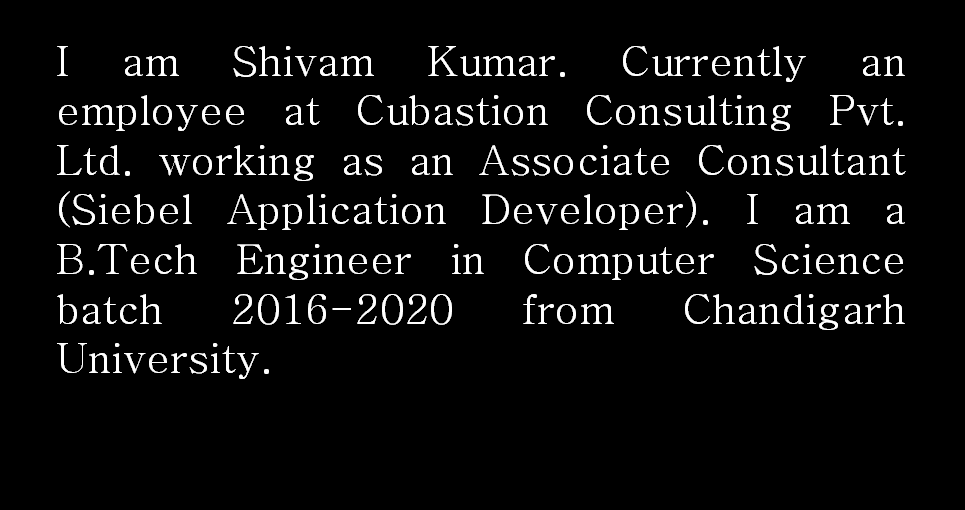 I am Shivam Kumar. Currently an
employee at Cubastion Consulting Pvt.
Ltd. working as an Associate Consultant
(Siebel Application Developer). I am a
B.Tech Engineer in Computer Science
batch 2016-2020 from Chandigarh
University.